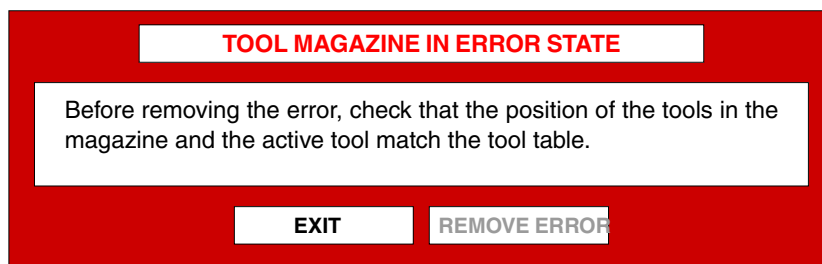 TOOL MAGAZINE IN ERROR STATE
Before removing the error, check that the position of the tools in the
magazine and the active tool match the tool table.
EXIT
REMOVE ERROR